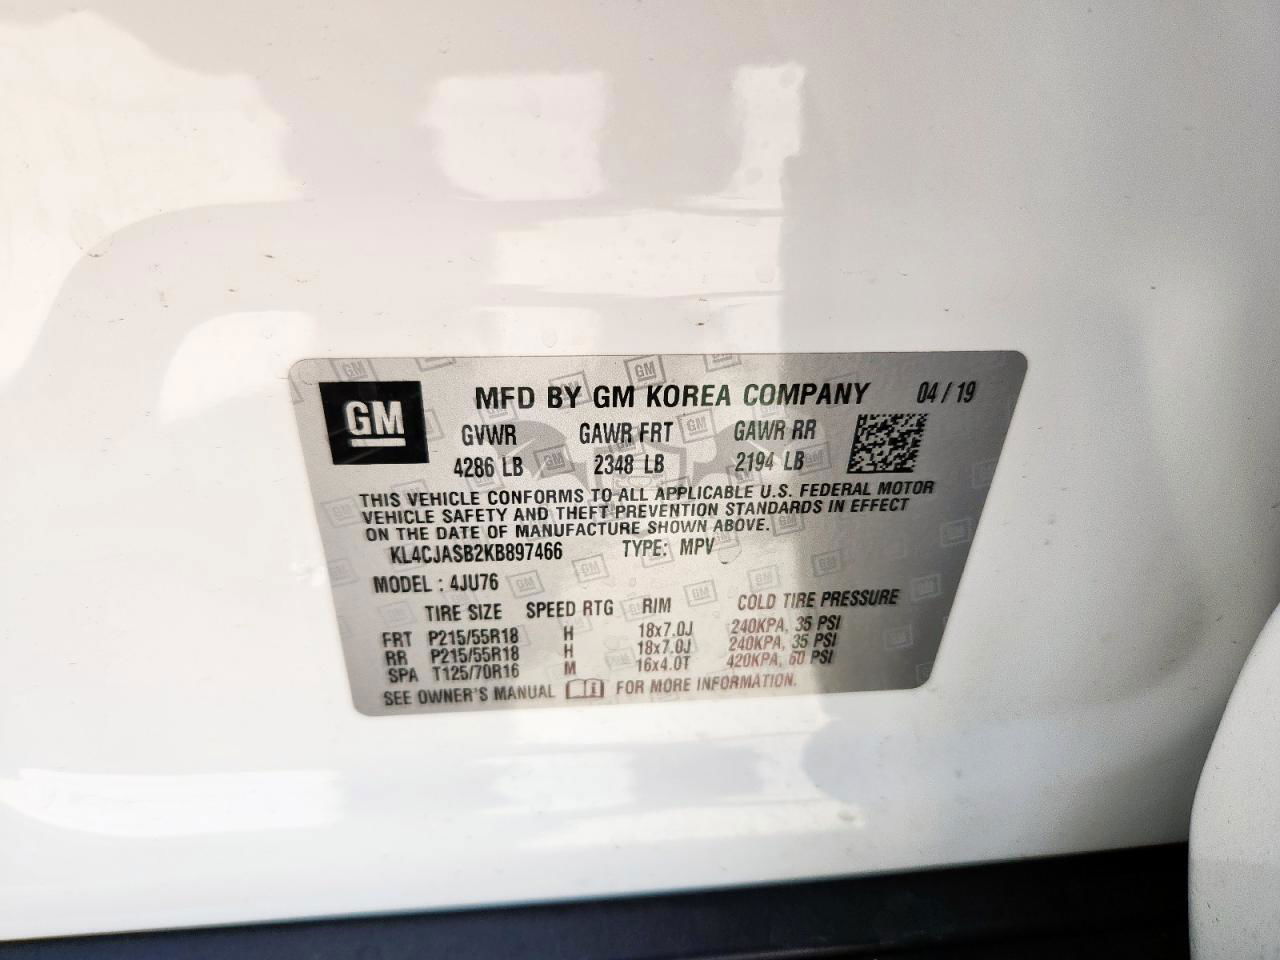 GM
MFD BY GM KOREA COMPANY 04 / 19
GVWR GAWR FRT GAWR RR
4286 LB 2348 LB 2194 LB
THIS VEHICLE CONFORMS TO ALL APPLICABLE U.S. FEDERAL MOTOR
VEHICLE SAFETY AND THEFT PREVENTION STANDARDS IN EFFECT
ON THE DATE OF MANUFACTURE SHOWN ABOVE.
KL4CJASB2KB897466 TYPE: MPV
MODEL : 4JU76
TIRE SIZE SPEED RTG RIM COLD TIRE PRESSURE
FRT P215/55R18 H 18x7.0J 240KPA, 35 PSI
RR P215/55R18 H 18x7.0J 240KPA, 35 PSI
SPA T125/70R16 M 16x4.0T 420KPA, 60 PSI
SEE OWNER'S MANUAL FOR MORE INFORMATION.